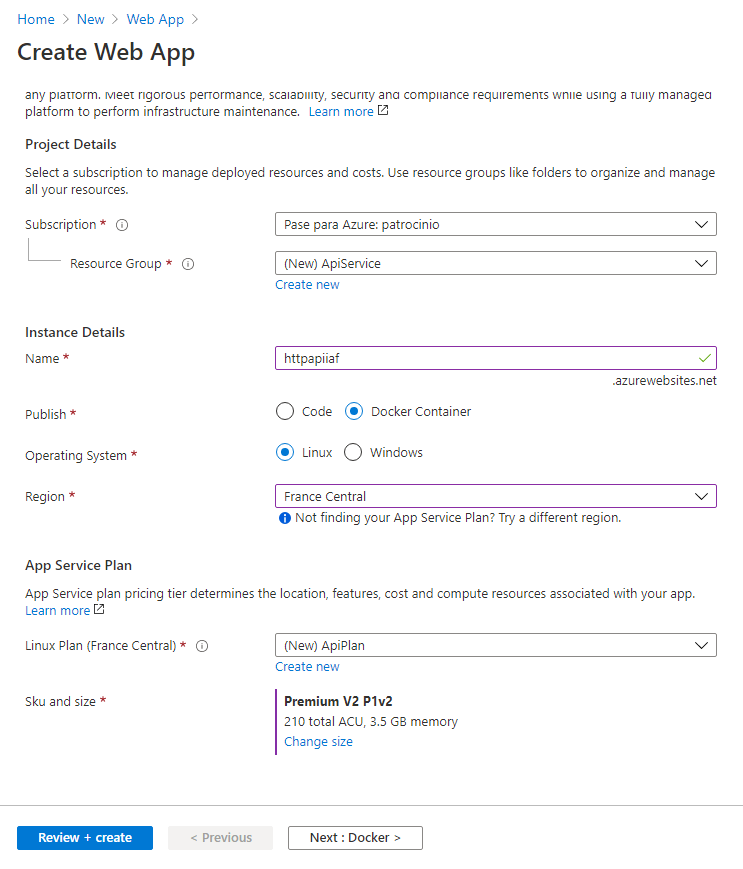 Home > New > Web App >
Create Web App
any platform. Meet rigorous performance, scalability, security and compliance requirements while using a fully managed
platform to perform infrastructure maintenance. Learn more
Project Details
Select a subscription to manage deployed resources and costs. Use resource groups like folders to organize and manage
all your resources.
Subscription *
Pase para Azure: patrocinio
Resource Group *
(New) ApiService
Create new
Instance Details
Name *
httpapiiaf
.azurewebsites.net
Publish *
Code Docker Container
Operating System *
Linux Windows
Region *
France Central
Not finding your App Service Plan? Try a different region.
App Service Plan
App Service plan pricing tier determines the location, features, cost and compute resources associated with your app.
Learn more
Linux Plan (France Central) *
(New) ApiPlan
Create new
Sku and size *
Premium V2 P1v2
210 total ACU, 3.5 GB memory
Change size
Review + create
< Previous
Next : Docker >